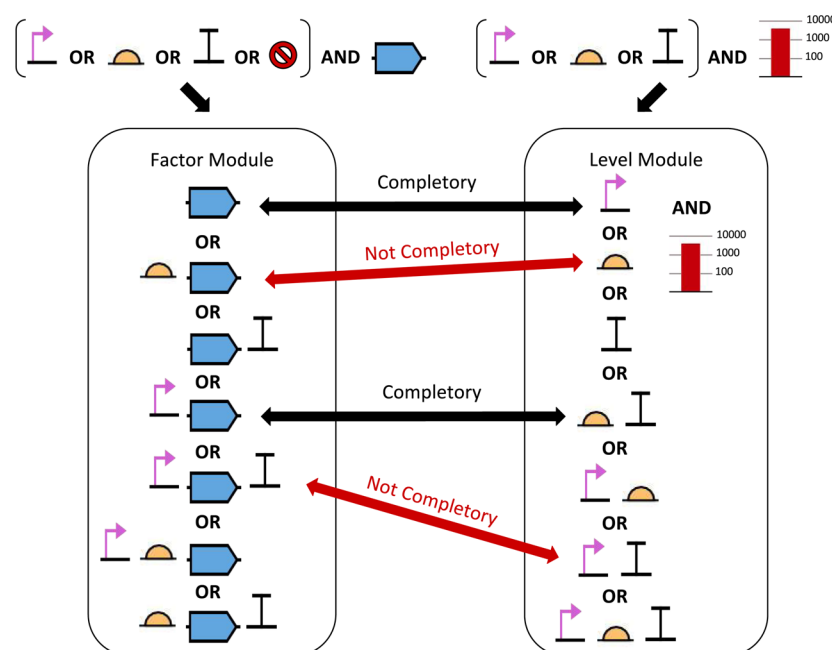 OR OR OR AND
OR OR AND
10000
1000
100
Factor Module
Level Module
Completory
AND
10000
1000
100
OR
OR
Not Completory
OR
OR
OR
OR
Completory
OR
OR
Not Completory
OR
OR
OR
OR